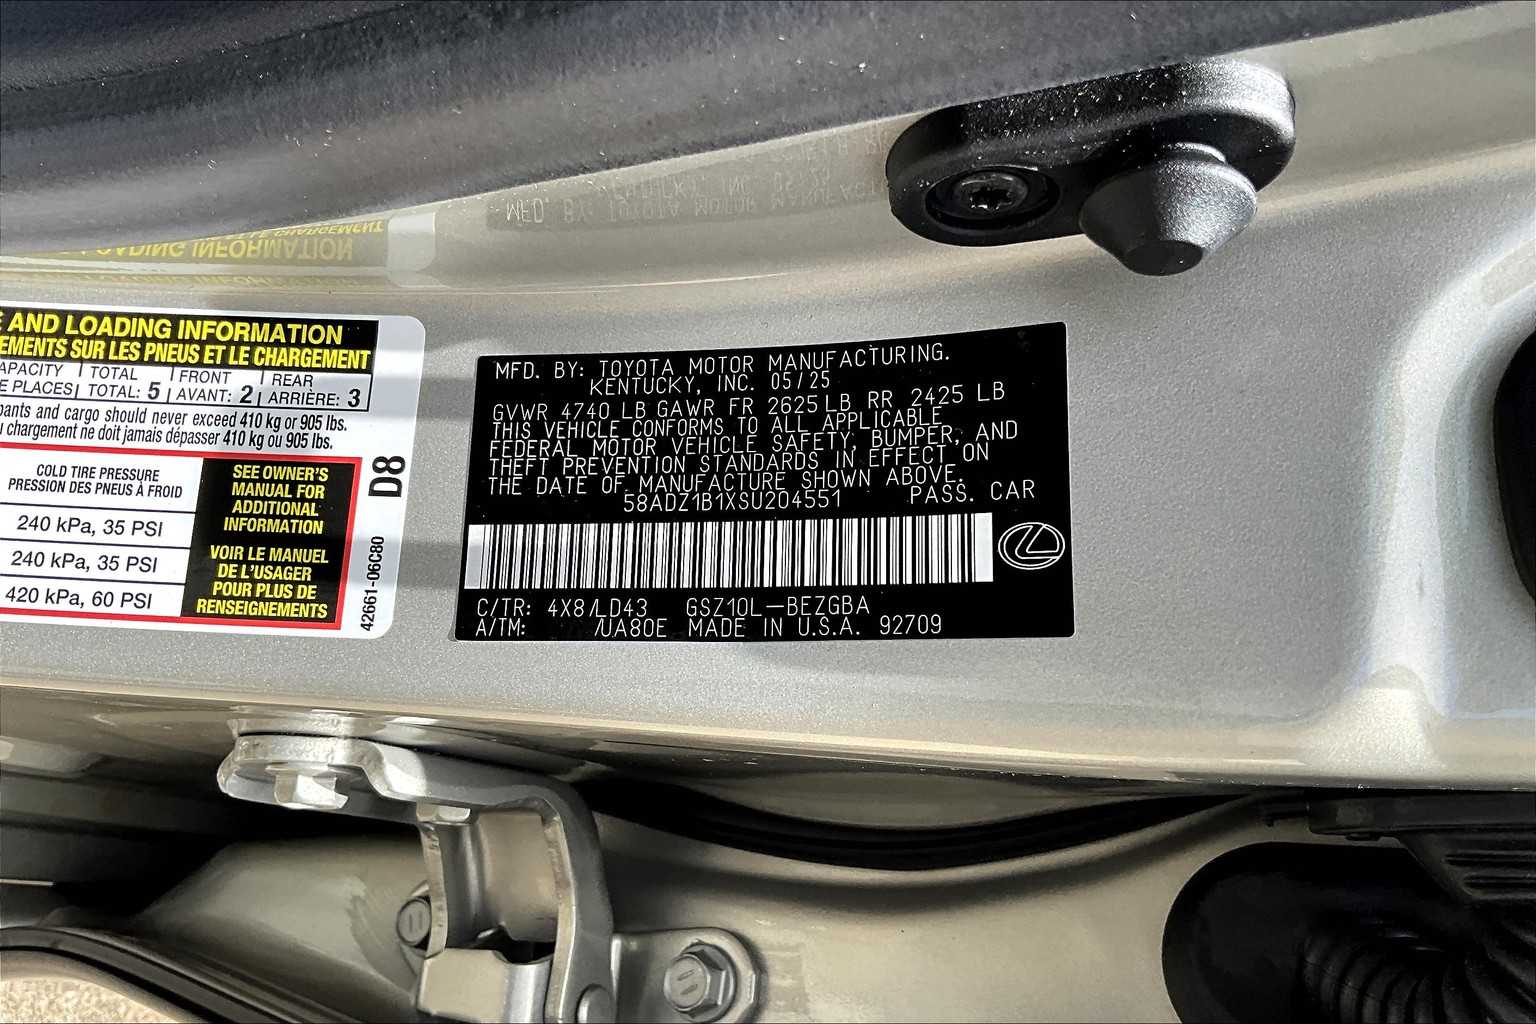 E AND LOADING INFORMATION
EMENTS SUR LES PNEUS ET LE CHARGEMENT
APACITY | TOTAL | FRONT | REAR
E PLACES | TOTAL: 5 | AVANT: 2 | ARRIÈRE: 3
pants and cargo should never exceed 410 kg or 905 lbs.
u chargement ne doit jamais dépasser 410 kg ou 905 lbs.
COLD TIRE PRESSURE
PRESSION DES PNEUS À FROID
240 kPa, 35 PSI
240 kPa, 35 PSI
420 kPa, 60 PSI
SEE OWNER'S
MANUAL FOR
ADDITIONAL
INFORMATION
VOIR LE MANUEL
DE L'USAGER
POUR PLUS DE
RENSEIGNEMENTS
D8
42661-06C80
MFD. BY: TOYOTA MOTOR MANUFACTURING.
KENTUCKY, INC. 05/25
GVWR 4740 LB GAWR FR 2625 LB RR 2425 LB
THIS VEHICLE CONFORMS TO ALL APPLICABLE
FEDERAL MOTOR VEHICLE SAFETY, BUMPER, AND
THEFT PREVENTION STANDARDS IN EFFECT ON
THE DATE OF MANUFACTURE SHOWN ABOVE.
58ADZ1B1XSU204551 PASS. CAR
C/TR: 4X8/LD43 GSZ10L-BEZGBA
A/TM: /UA80E MADE IN U.S.A. 92709